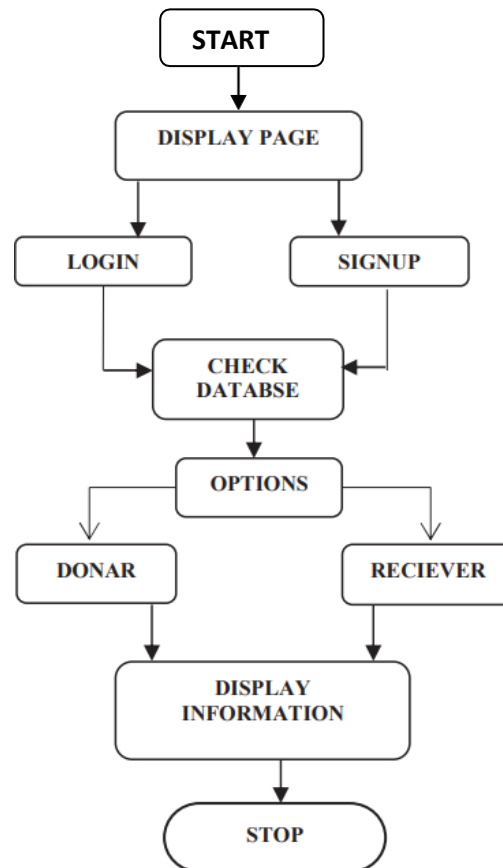 START
DISPLAY PAGE
LOGIN
SIGNUP
CHECK
DATABSE
OPTIONS
DONAR
RECIEVER
DISPLAY
INFORMATION
STOP